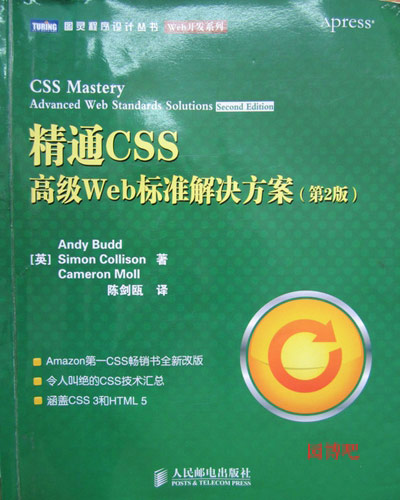 TURING 图灵程序设计丛书 Web开发系列
Apress®
CSS Mastery
Advanced Web Standards Solutions Second Edition
精通CSS
高级Web标准解决方案(第2版)
Andy Budd
[英] Simon Collison 著
Cameron Moll
陈剑瓯 译
Amazon第一CSS畅销书全新改版
令人叫绝的CSS技术汇总
涵盖CSS 3和HTML 5
图博吧
人民邮电出版社
POSTS & TELECOM PRESS